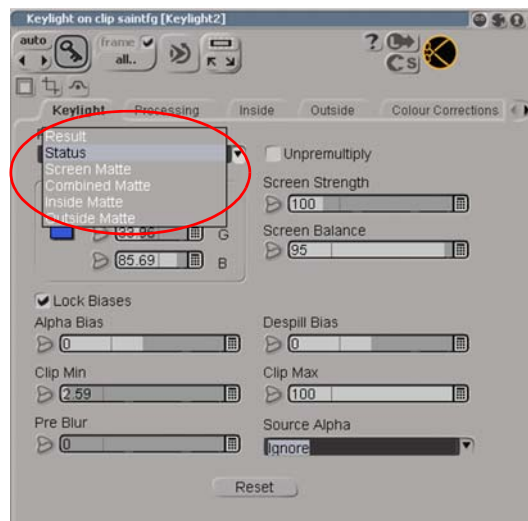 Keylight on clip saintfg [Keylight2]
auto
frame
all..
?
C S
Keylight Processing Inside Outside Colour Corrections
Result
Status
Screen Matte
Combined Matte
Inside Matte
Outside Matte
Unpremultiply
Screen Strength
100
G
Screen Balance
95
85.69 B
Lock Biases
Alpha Bias
Despill Bias
0
0
Clip Min
Clip Max
2.59
100
Pre Blur
Source Alpha
0
Ignore
Reset